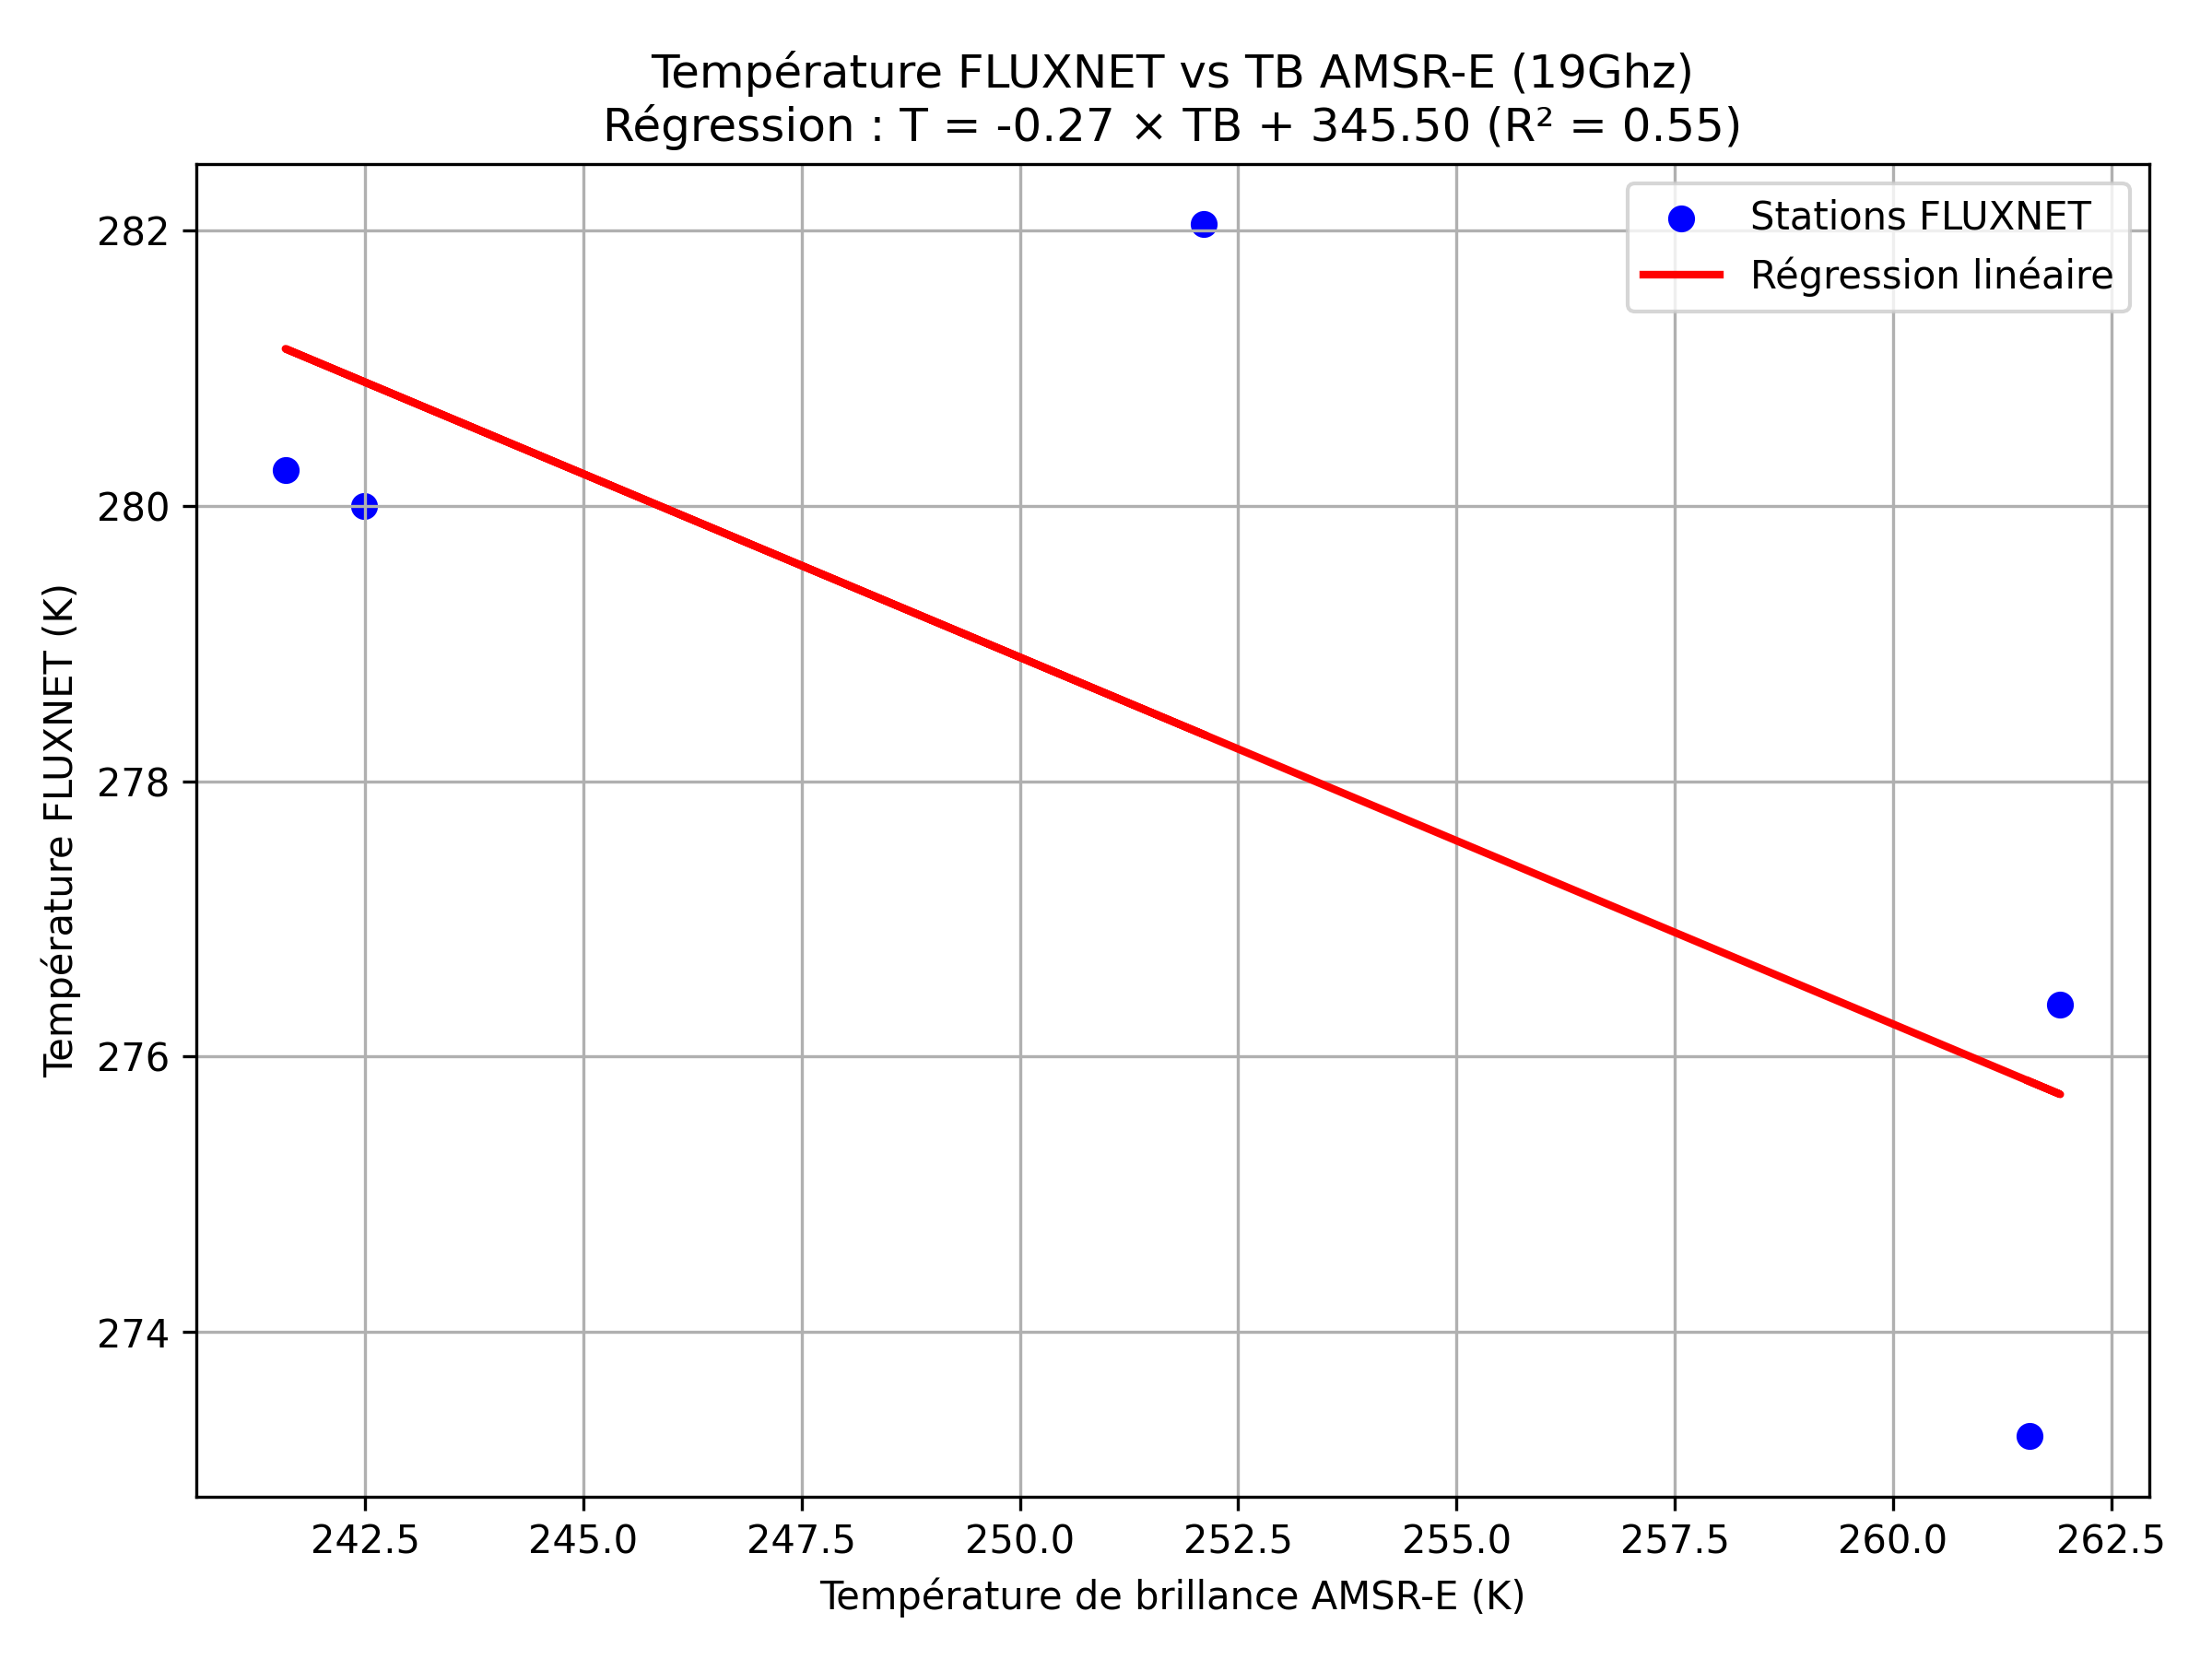 Température FLUXNET vs TB AMSR-E (19Ghz)
Régression : T = -0.27 × TB + 345.50 (R² = 0.55)
Stations FLUXNET
Régression linéaire
282
280
278
276
274
Température FLUXNET (K)
242.5 245.0 247.5 250.0 252.5 255.0 257.5 260.0 262.5
Température de brillance AMSR-E (K)